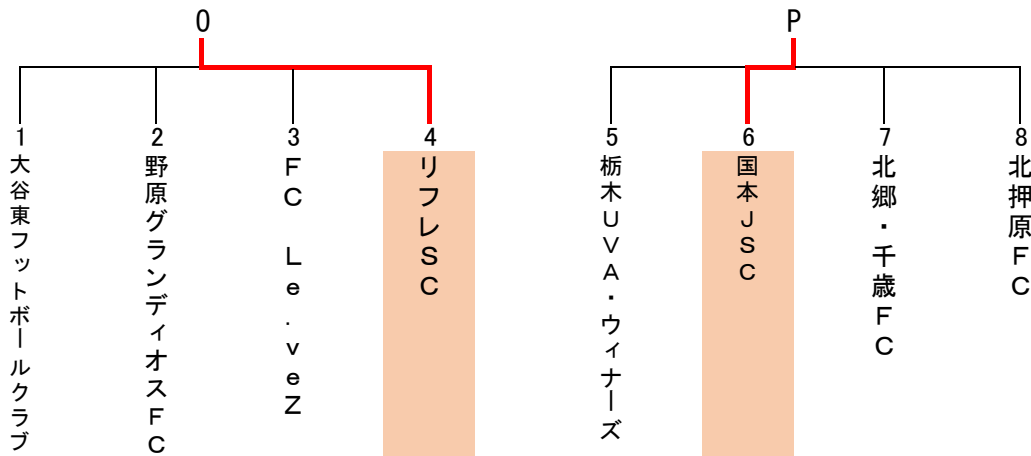 O
P
1
2
3
4
5
6
7
8
大谷東フットボールクラブ
野原グランディオスFC
FC Le.veZ
リフレSC
栃木UVA・ウィナーズ
国本JSC
北郷・千歳FC
北押原FC